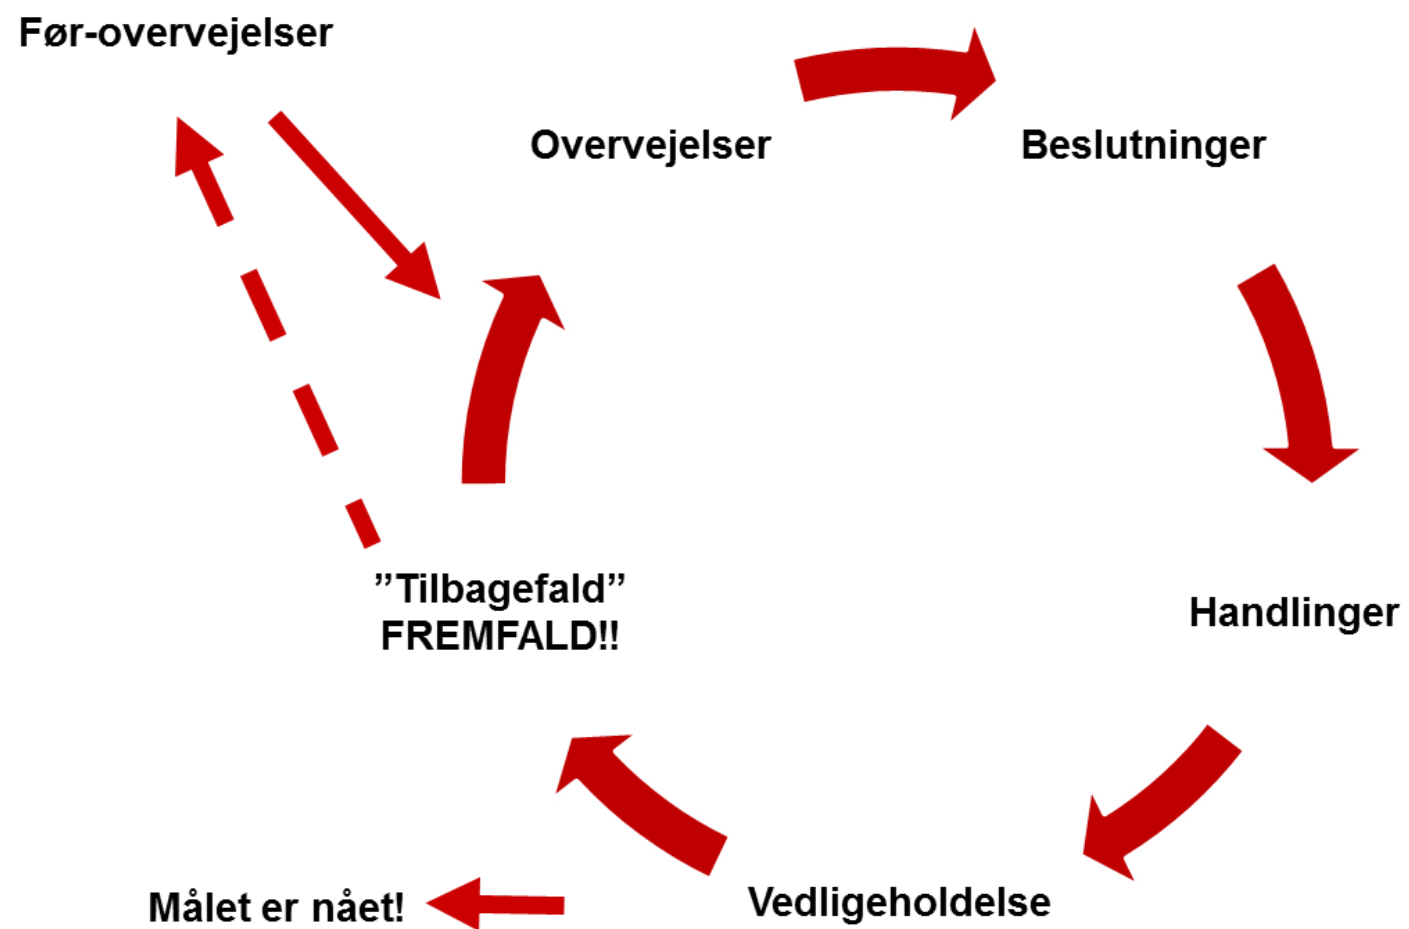 Før-overvejelser
Overvejelser
Beslutninger
Handlinger
Vedligeholdelse
Målet er nået!
”Tilbagefald”
FREMFALD!!